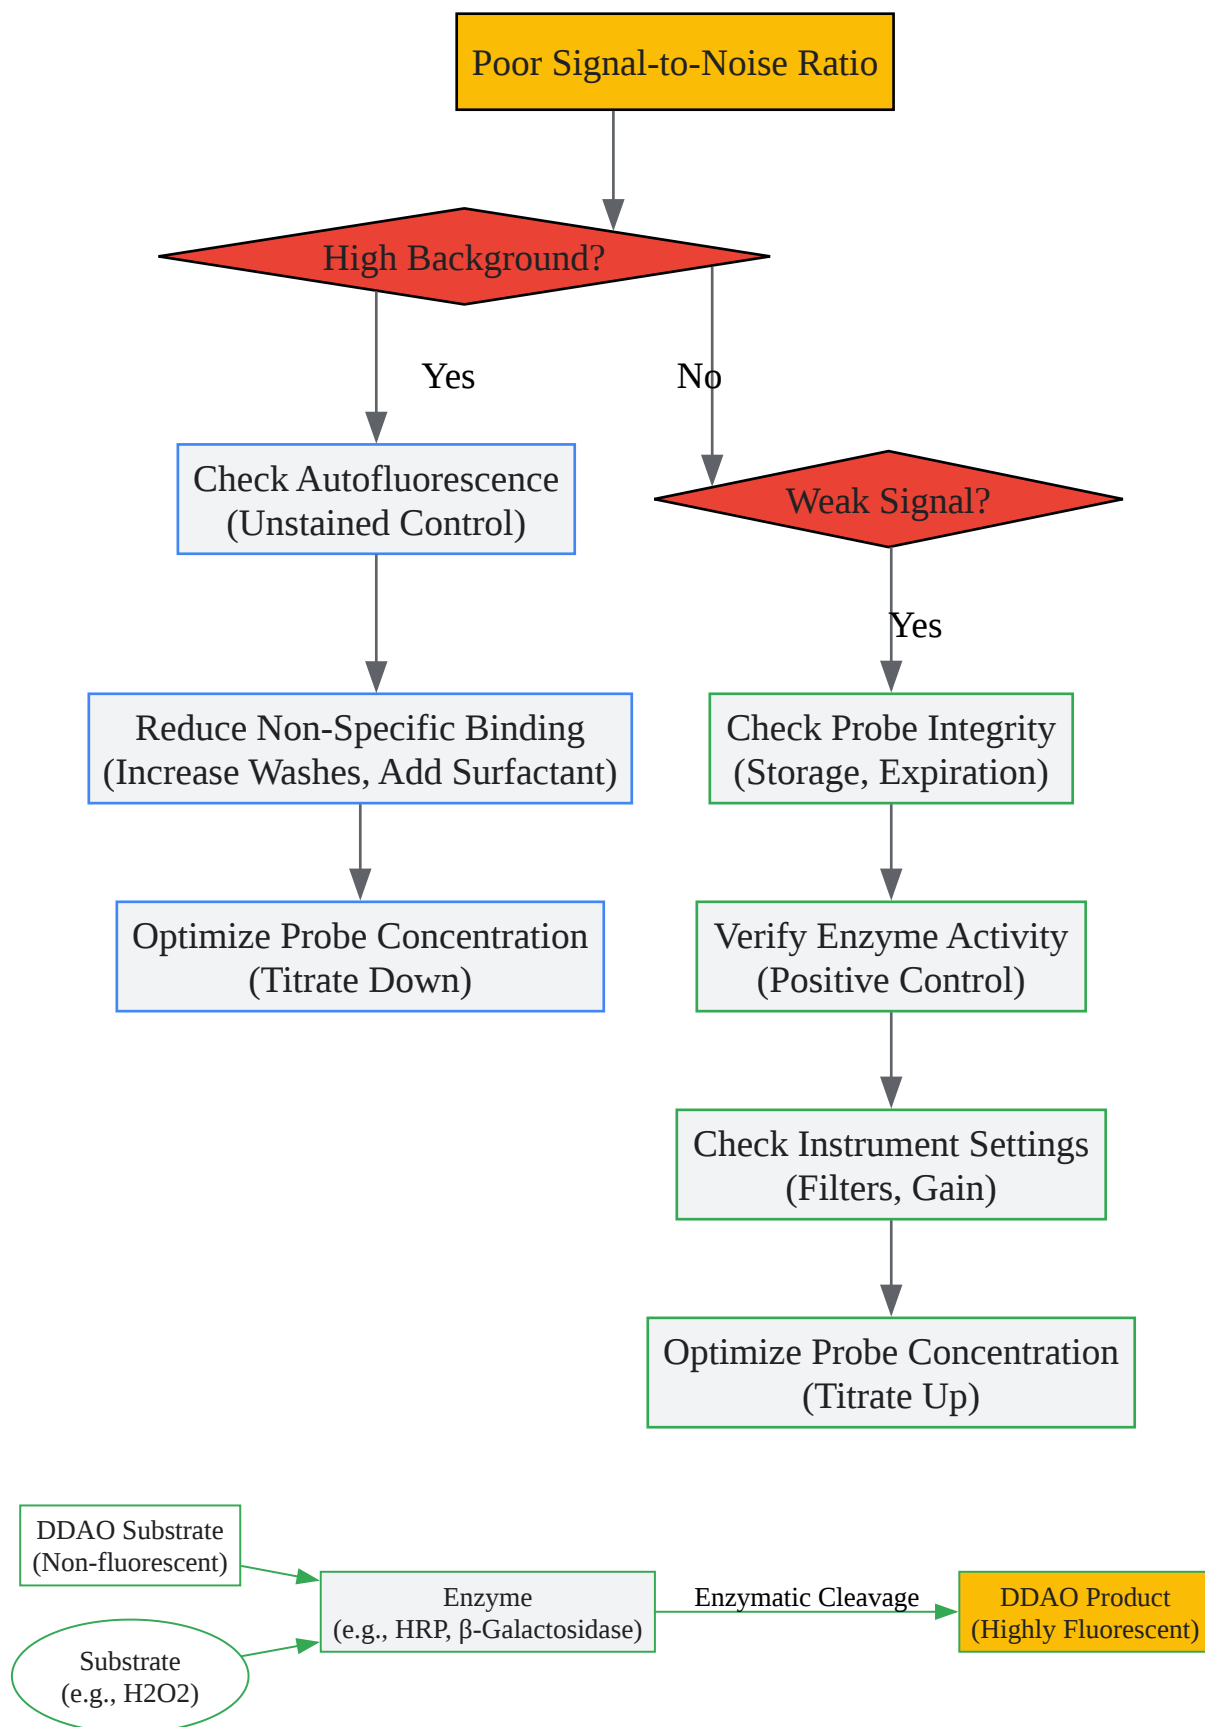 Poor Signal-to-Noise Ratio
High Background?
Yes
No
Check Autofluorescence
(Unstained Control)
Weak Signal?
Yes
Reduce Non-Specific Binding
(Increase Washes, Add Surfactant)
Check Probe Integrity
(Storage, Expiration)
Optimize Probe Concentration
(Titrate Down)
Verify Enzyme Activity
(Positive Control)
Check Instrument Settings
(Filters, Gain)
Optimize Probe Concentration
(Titrate Up)
DDAO Substrate
(Non-fluorescent)
Enzyme
(e.g., HRP, β-Galactosidase)
Enzymatic Cleavage
DDAO Product
(Highly Fluorescent)
Substrate
(e.g., H2O2)